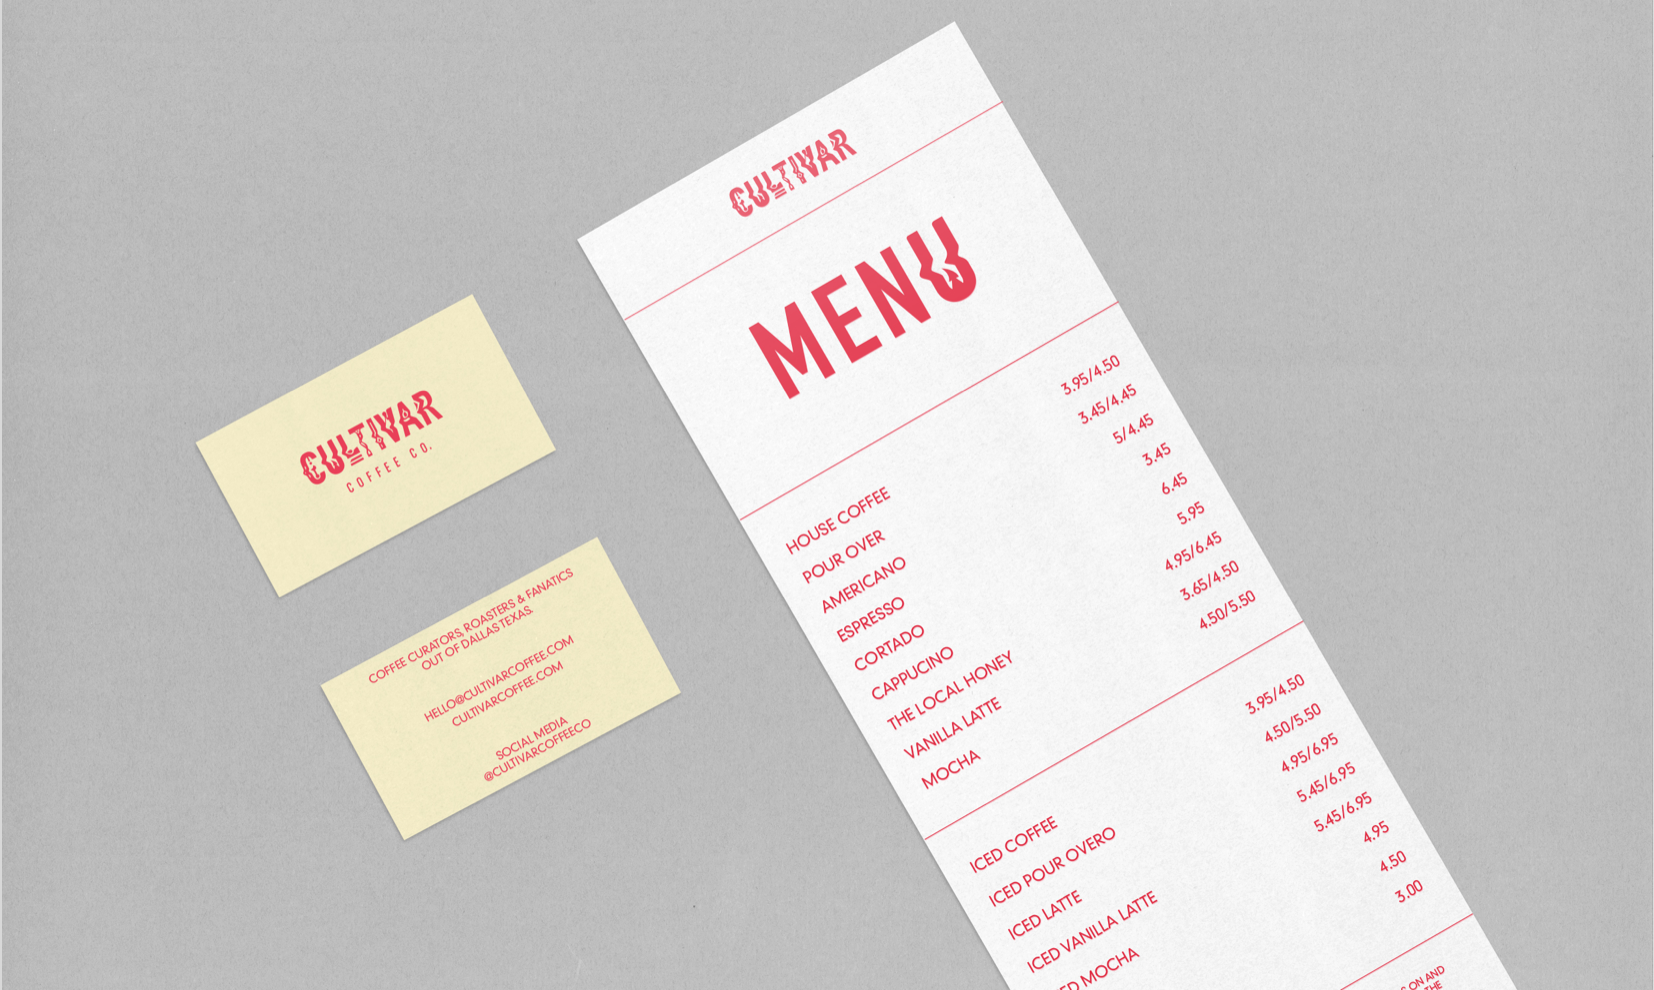 CULTIVAR
COFFEE CO.
COFFEE CURATORS, ROASTERS & FANATICS
OUT OF DALLAS TEXAS.
HELLO@CULTIVARCOFFEE.COM
CULTIVARCOFFEE.COM
SOCIAL MEDIA
@CULTIVARCOFFEECO
CULTIVAR
MENU
HOUSE COFFEE 3.95/4.50
POUR OVER 3.45/4.45
AMERICANO 5/4.45
ESPRESSO 3.45
CORTADO 6.45
CAPPUCINO 5.95
THE LOCAL HONEY 4.95/6.45
VANILLA LATTE 3.65/4.50
MOCHA 4.50/5.50
ICED COFFEE 3.95/4.50
ICED POUR OVERO 4.50/5.50
ICED LATTE 4.95/6.95
ICED VANILLA LATTE 5.45/6.95
ED MOCHA 5.45/6.95
4.95
4.50
3.00
ON AND
THE